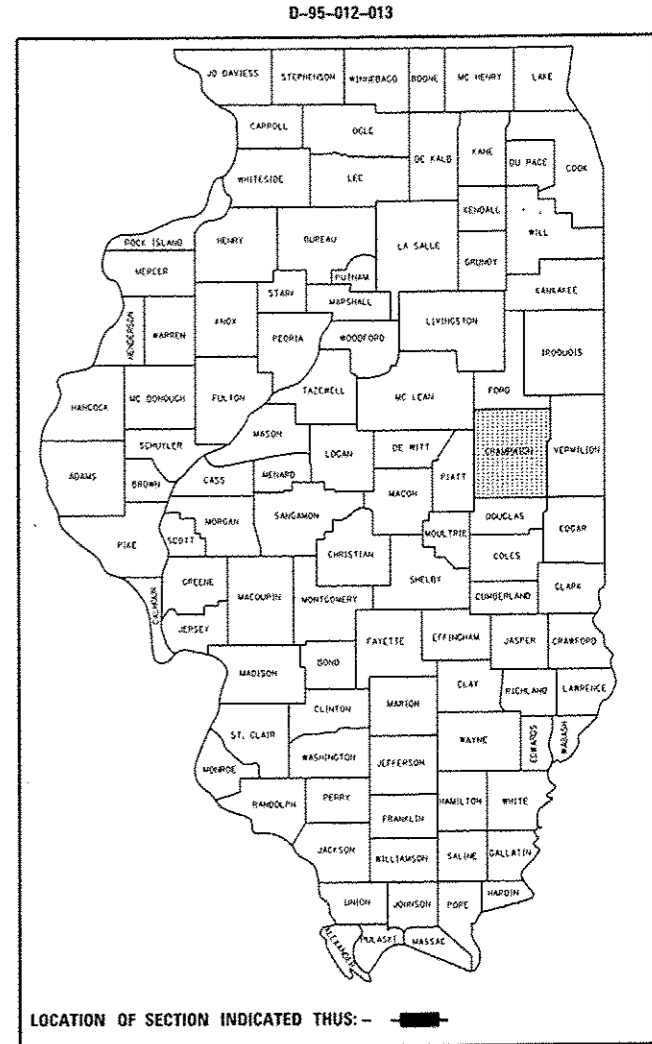 D-95-012-013
JO DAVIESS STEPHENSON WINNEBAGO BOONE MC HENRY LAKE
CARROLL OGLE
DE KALB KANE DU PAGE COOK
WHITESIDE LEE
KENDALL WILL
ROCK ISLAND HENRY BUREAU LA SALLE GRUNDY
MERCER PUTNAM
KANKAKEE
STARK MARSHALL
HENDERSON WARREN KNOX PEORIA WOODFORD LIVINGSTON IROQUOIS
HANCOCK MC DONOUGH FULTON TAZEWELL MC LEAN FORD
MASON
SCHUYLER LOGAN DE WITT CHAMPAIGN VERMILION
ADAMS BROWN CASS MENARD MACON PIATT
PIKE SCOTT MORGAN SANGAMON CHRISTIAN MOULTRIE DOUGLAS EDGAR
COLES
CALHOUN GREENE MACOUPIN MONTGOMERY SHELBY CUMBERLAND CLARK
JERSEY
FAYETTE EFFINGHAM JASPER CRAWFORD
MADISON BOND
CLAY RICHLAND LAWRENCE
CLINTON MARION
ST. CLAIR WAYNE EDWARDS WABASH
WASHINGTON JEFFERSON
MONROE
RANDOLPH PERRY HAMILTON WHITE
FRANKLIN
JACKSON WILLIAMSON SALINE GALLATIN
UNION JOHNSON POPE HARDIN
ALEXANDER PULASKI MASSAC
LOCATION OF SECTION INDICATED THUS: -